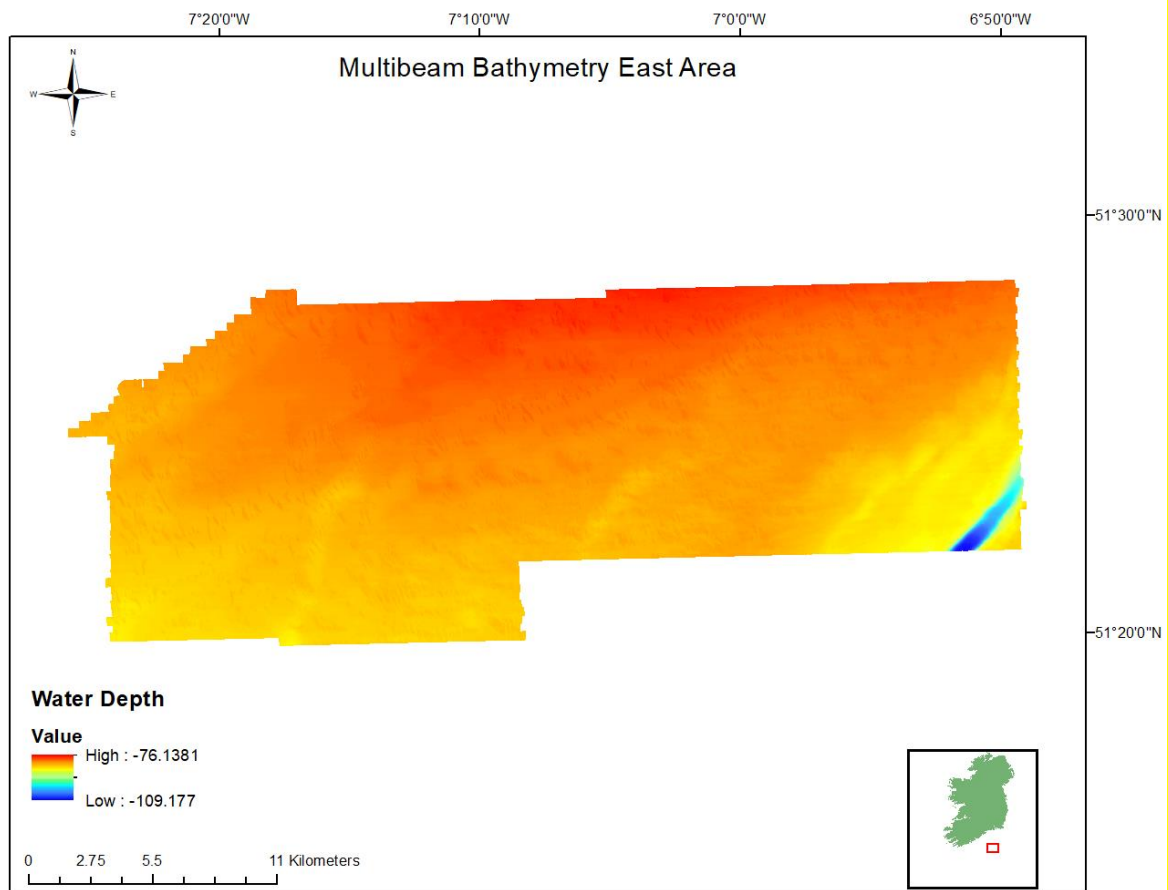 7°20'0"W
7°10'0"W
7°0'0"W
6°50'0"W
Multibeam Bathymetry East Area
N
W
E
S
51°30'0"N
51°20'0"N
Water Depth
Value
High : -76.1381
Low : -109.177
0 2.75 5.5 11 Kilometers